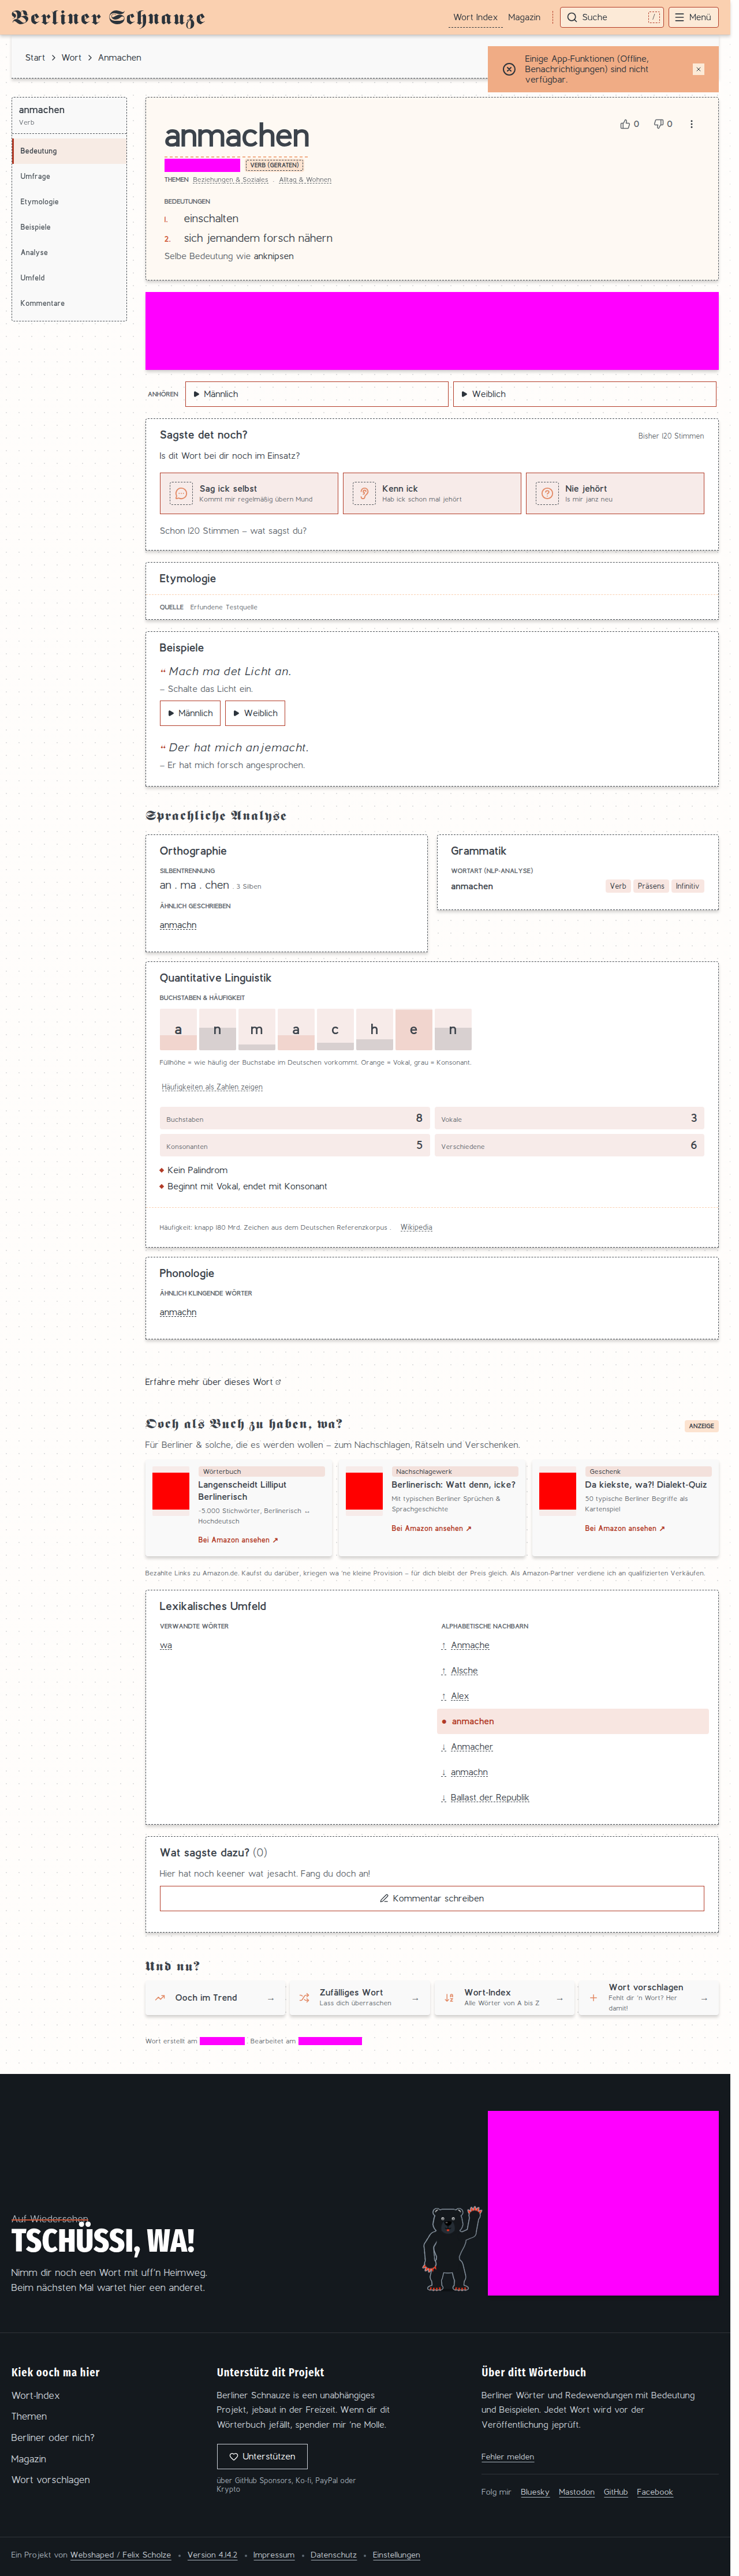 Berliner Schnauze
Wort Index
Magazin
Suche
/
Menü
Start > Wort > Anmachen
Einige App-Funktionen (Offline,
Benachrichtigungen) sind nicht
verfügbar.
anmachen
Verb
Bedeutung
Umfrage
Etymologie
Beispiele
Analyse
Umfeld
Kommentare
anmachen
0
0
VERB (GERATEN)
THEMEN Beziehungen & Soziales · Alltag & Wohnen
BEDEUTUNGEN
1. einschalten
2. sich jemandem forsch nähern
Selbe Bedeutung wie anknipsen
ANHÖREN
Männlich
Weiblich
Sagste det noch?
Bisher 120 Stimmen
Is dit Wort bei dir noch im Einsatz?
Sag ick selbst
Kommt mir regelmäßig übern Mund
Kenn ick
Hab ick schon mal jehört
Nie jehört
Is mir janz neu
Schon 120 Stimmen – wat sagst du?
Etymologie
QUELLE Erfundene Testquelle
Beispiele
Mach ma det Licht an.
– Schalte das Licht ein.
Männlich
Weiblich
Der hat mich anjemacht.
– Er hat mich forsch angesprochen.
Sprachliche Analyse
Orthographie
SILBENTRENNUNG
an · ma · chen · 3 Silben
ÄHNLICH GESCHRIEBEN
anmachn
Grammatik
WORTART (NLP-ANALYSE)
anmachen
Verb
Präsens
Infinitiv
Quantitative Linguistik
BUCHSTABEN & HÄUFIGKEIT
a n m a c h e n
Füllhöhe = wie häufig der Buchstabe im Deutschen vorkommt. Orange = Vokal, grau = Konsonant.
Häufigkeiten als Zahlen zeigen
Buchstaben 8
Vokale 3
Konsonanten 5
Verschiedene 6
Kein Palindrom
Beginnt mit Vokal, endet mit Konsonant
Häufigkeit: knapp 180 Mrd. Zeichen aus dem Deutschen Referenzkorpus · Wikipedia
Phonologie
ÄHNLICH KLINGENDE WÖRTER
anmachn
Erfahre mehr über dieses Wort
Ooch als Buch zu haben, wa?
ANZEIGE
Für Berliner & solche, die es werden wollen – zum Nachschlagen, Rätseln und Verschenken.
Wörterbuch
Langenscheidt Lilliput
Berlinerisch
~5.000 Stichwörter, Berlinerisch ↔
Hochdeutsch
Bei Amazon ansehen ↗
Nachschlagewerk
Berlinerisch: Watt denn, icke?
Mit typischen Berliner Sprüchen &
Sprachgeschichte
Bei Amazon ansehen ↗
Geschenk
Da kiekste, wa?! Dialekt-Quiz
50 typische Berliner Begriffe als
Kartenspiel
Bei Amazon ansehen ↗
Bezahlte Links zu Amazon.de. Kaufst du darüber, kriegen wa 'ne kleine Provision – für dich bleibt der Preis gleich. Als Amazon-Partner verdiene ich an qualifizierten Verkäufen.
Lexikalisches Umfeld
VERWANDTE WÖRTER
wa
ALPHABETISCHE NACHBARN
↑ Anmache
↑ Alsche
↑ Alex
anmachen
↓ Anmacher
↓ anmachn
↓ Ballast der Republik
Wat sagste dazu? (0)
Hier hat noch keener wat jesacht. Fang du doch an!
Kommentar schreiben
Und nu?
Ooch im Trend →
Zufälliges Wort
Lass dich überraschen
→
Wort-Index
Alle Wörter von A bis Z
→
Wort vorschlagen
Fehlt dir 'n Wort? Her
damit!
→
Wort erstellt am
Bearbeitet am
Auf Wiedersehen
TSCHÜSSI, WA!
Nimm dir noch een Wort mit uff'n Heimweg.
Beim nächsten Mal wartet hier een anderet.
Kiek ooch ma hier
Wort-Index
Themen
Berliner oder nich?
Magazin
Wort vorschlagen
Unterstütz dit Projekt
Berliner Schnauze is een unabhängiges
Projekt, jebaut in der Freizeit. Wenn dir dit
Wörterbuch jefällt, spendier mir 'ne Molle.
Unterstützen
über GitHub Sponsors, Ko-fi, PayPal oder
Krypto
Über ditt Wörterbuch
Berliner Wörter und Redewendungen mit Bedeutung
und Beispielen. Jedet Wort wird vor der
Veröffentlichung jeprüft.
Fehler melden
Folg mir Bluesky Mastodon GitHub Facebook
Ein Projekt von Webshaped / Felix Scholze • Version 4.14.2 • Impressum • Datenschutz • Einstellungen